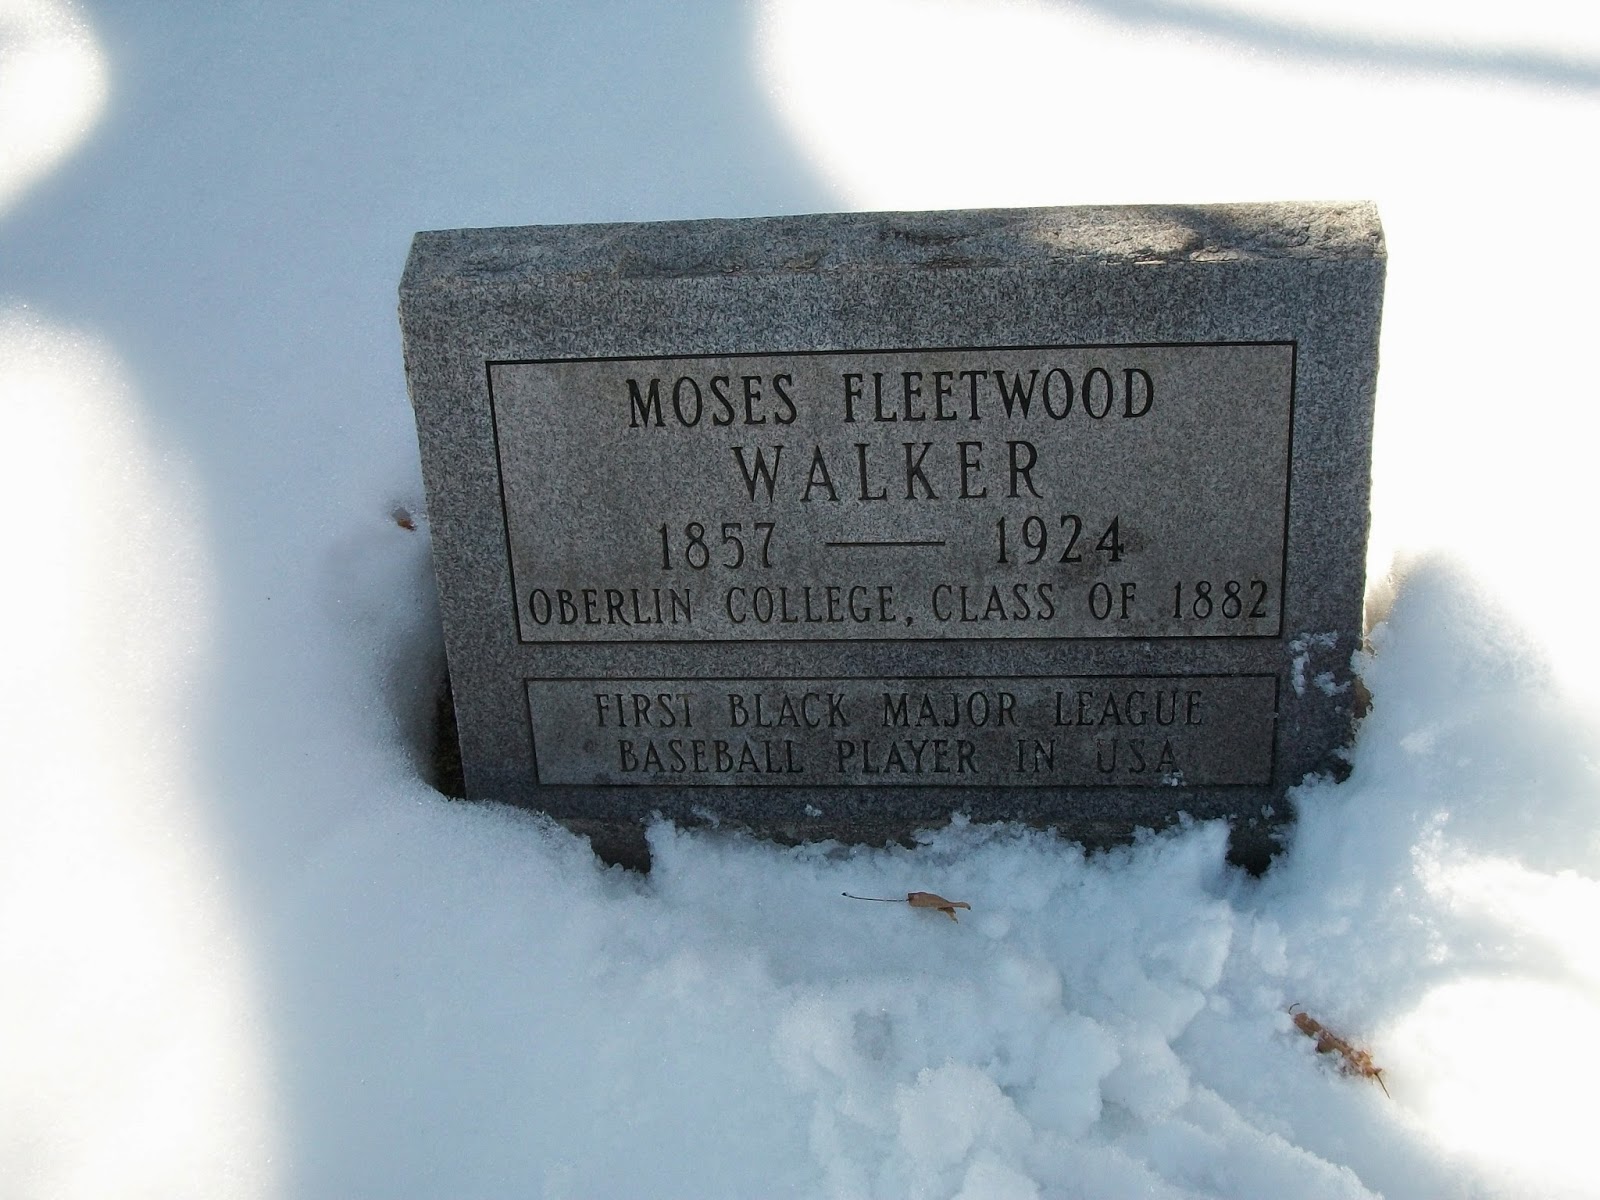 MOSES FLEETWOOD
WALKER
1857 — 1924
OBERLIN COLLEGE, CLASS OF 1882
FIRST BLACK MAJOR LEAGUE
BASEBALL PLAYER IN USA